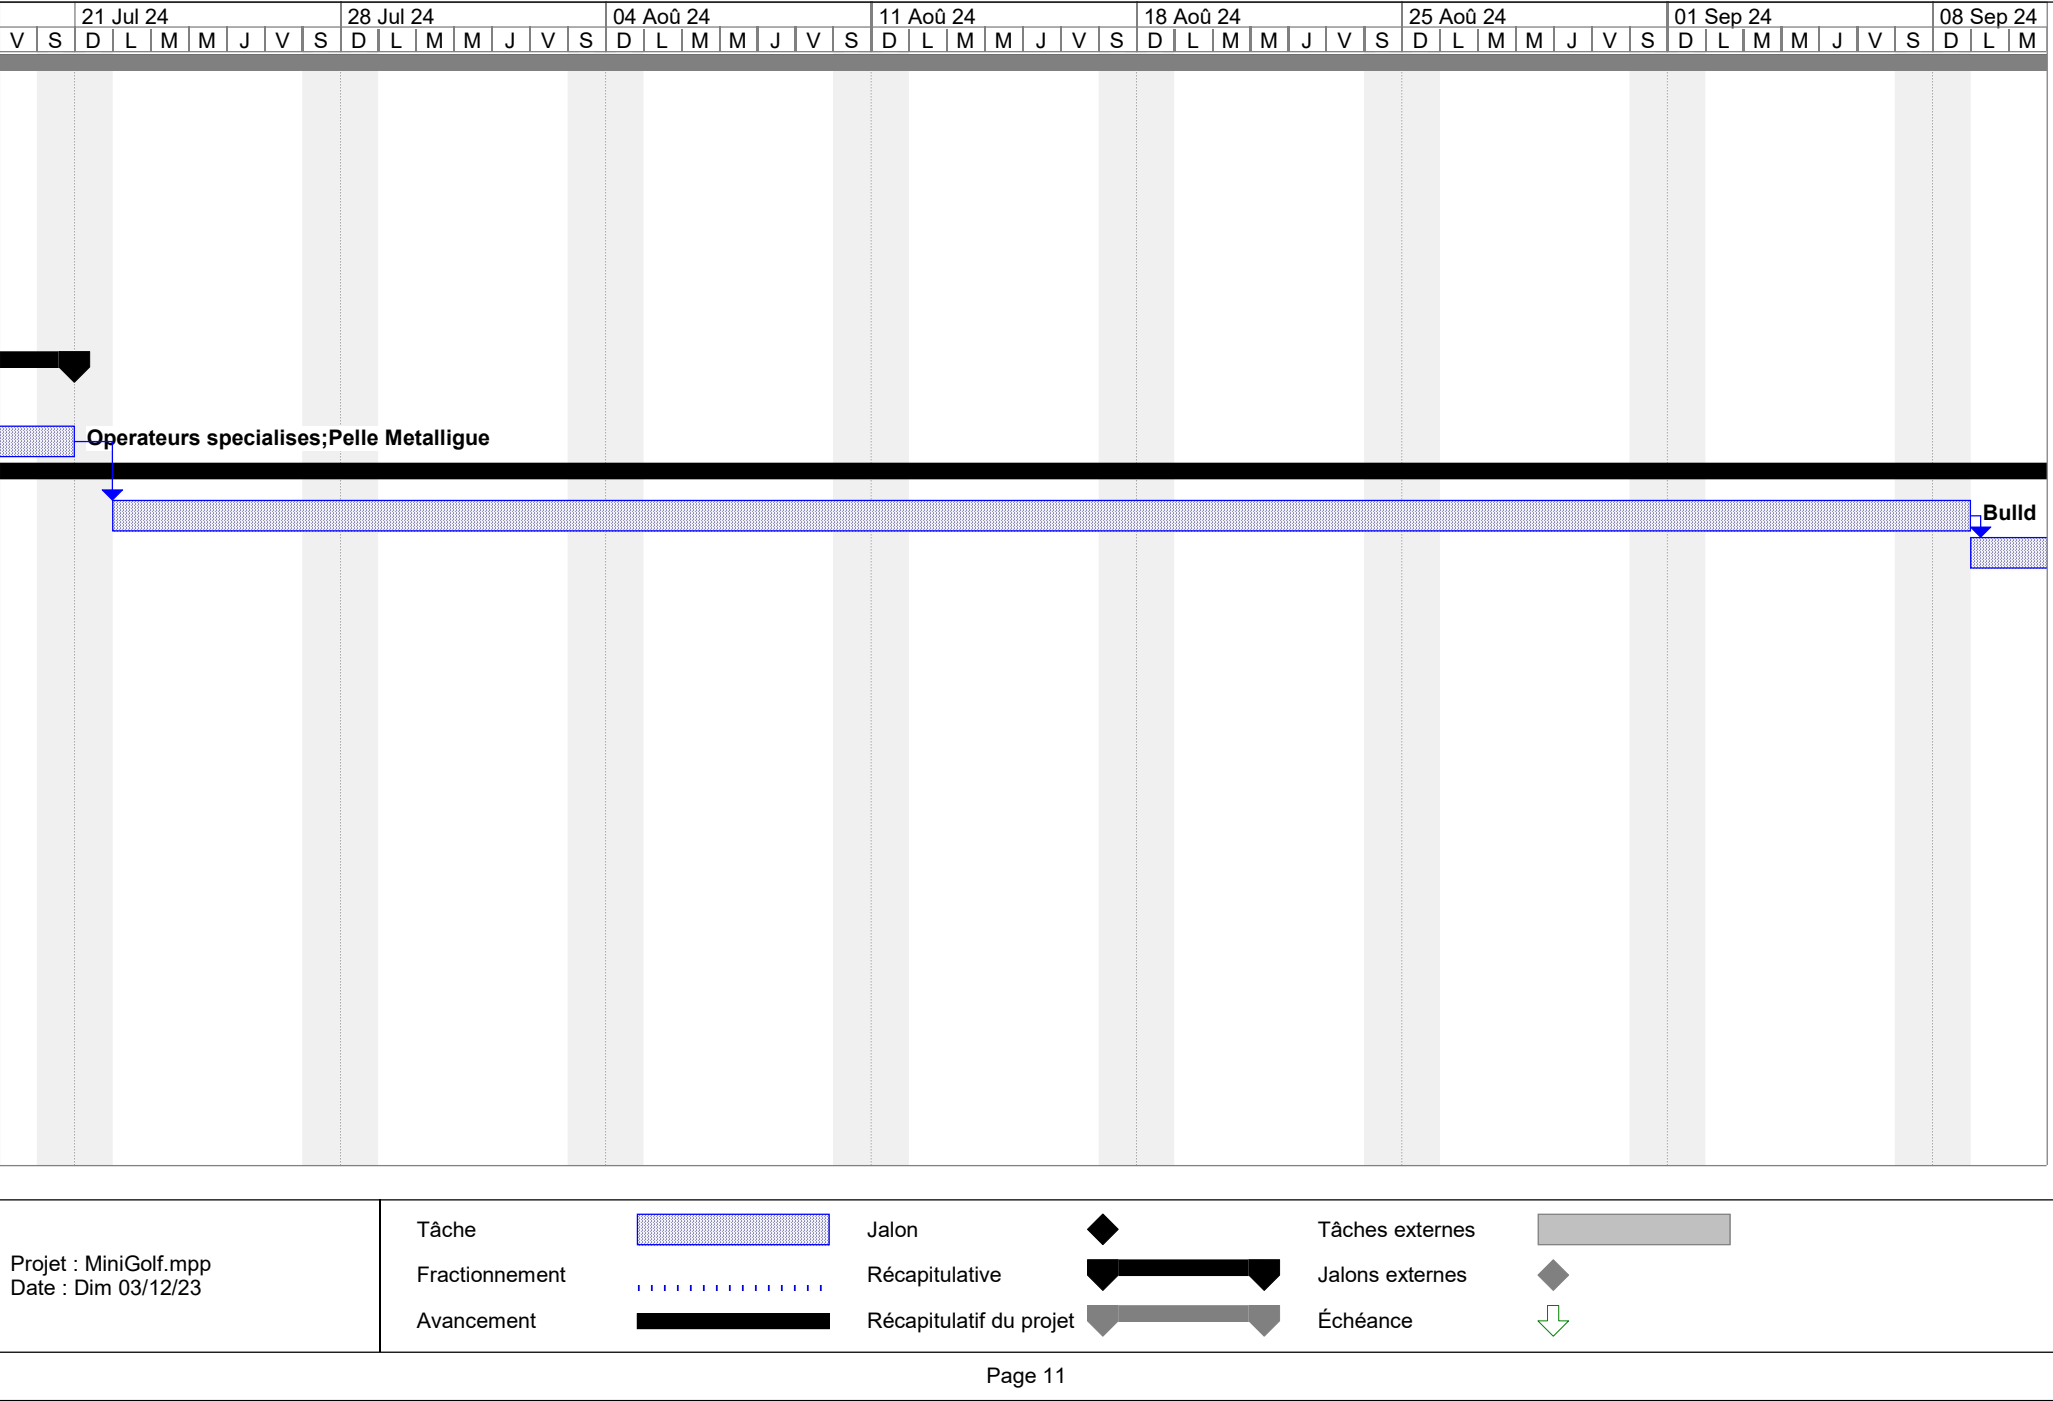 21 Jul 24 28 Jul 24 04 Aoû 24 11 Aoû 24 18 Aoû 24 25 Aoû 24 01 Sep 24 08 Sep 24
V S D L M M J V S D L M M J V S D L M M J V S D L M M J V S D L M M J V S D L M M J V S D L M M J V S D L M M J V S D L M
Operateurs specialises;Pelle Metalligue
Bulld
Projet : MiniGolf.mpp
Date : Dim 03/12/23
Tâche
Fractionnement
Avancement
Jalon
Récapitulative
Récapitulatif du projet
Tâches externes
Jalons externes
Échéance
Page 11